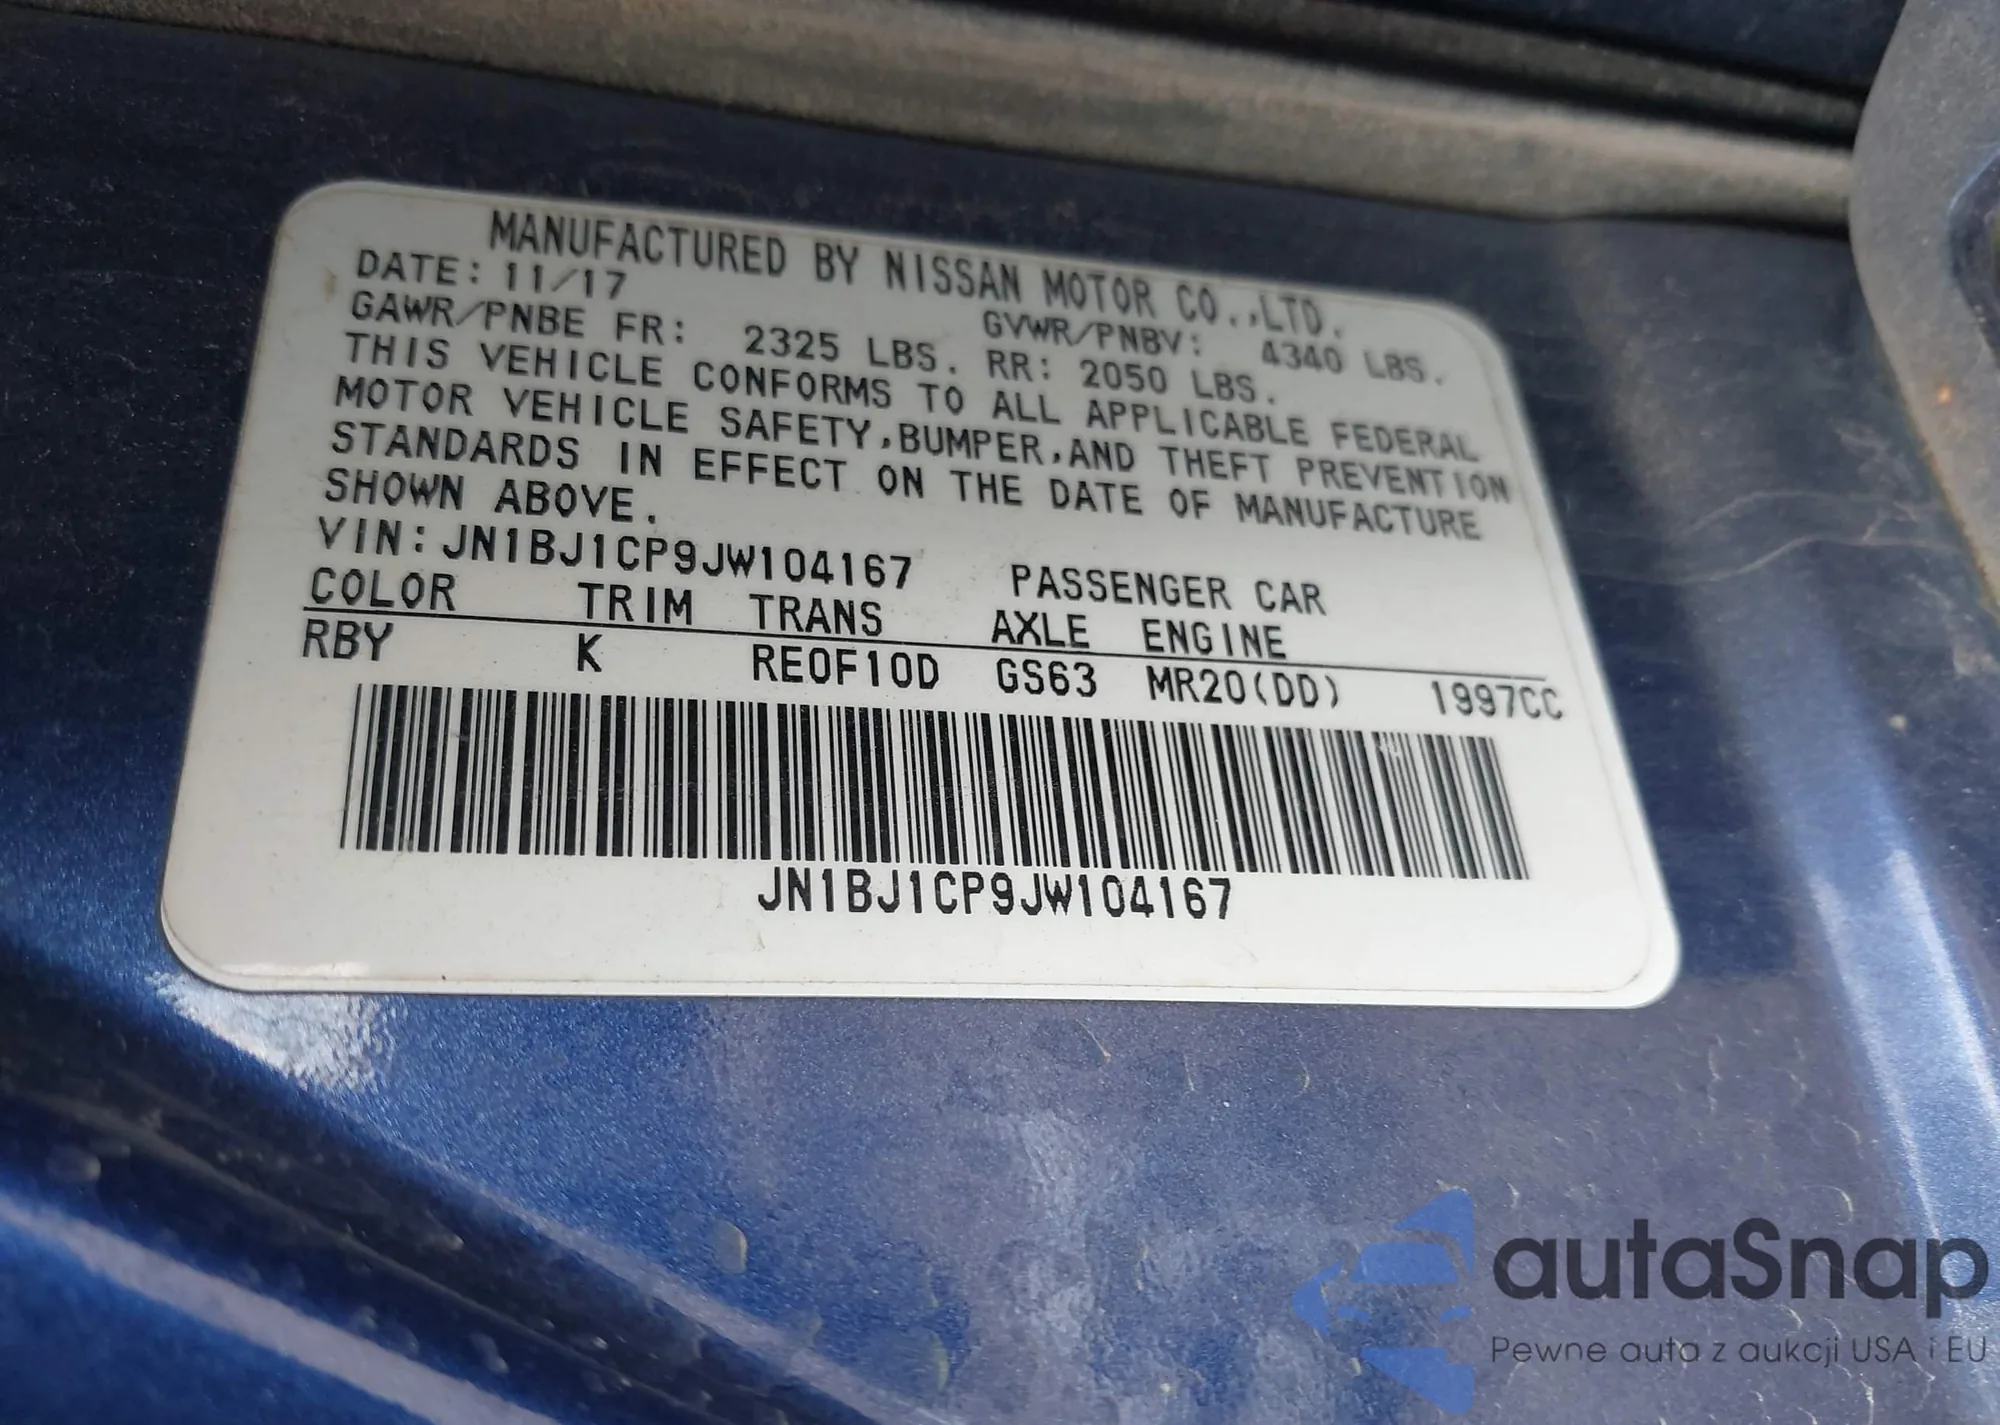 MANUFACTURED BY NISSAN MOTOR CO.,LTD.
DATE: 11/17 GVWR/PNBV: 4340 LBS.
GAWR/PNBE FR: 2325 LBS. RR: 2050 LBS.
THIS VEHICLE CONFORMS TO ALL APPLICABLE FEDERAL
MOTOR VEHICLE SAFETY,BUMPER,AND THEFT PREVENTION
STANDARDS IN EFFECT ON THE DATE OF MANUFACTURE
SHOWN ABOVE.
VIN: JN1BJ1CP9JW104167 PASSENGER CAR
COLOR TRIM TRANS AXLE ENGINE
RBY K RE0F10D GS63 MR20(DD) 1997CC
JN1BJ1CP9JW104167
autaSnap
Pewne auta z aukcji USA i EU